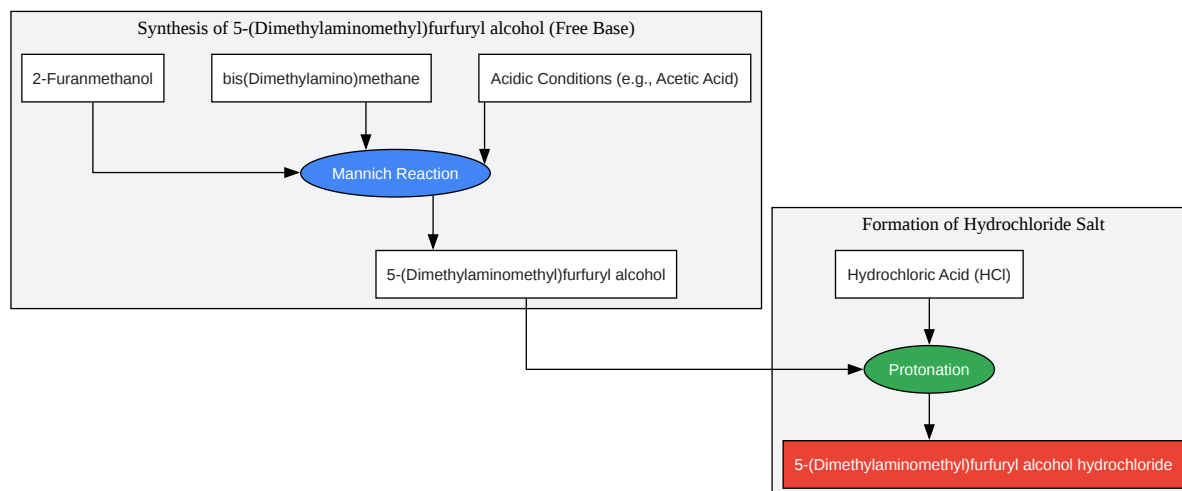 Synthesis of 5-(Dimethylaminomethyl)furfuryl alcohol (Free Base)
2-Furanmethanol
bis(Dimethylamino)methane
Acidic Conditions (e.g., Acetic Acid)
Mannich Reaction
5-(Dimethylaminomethyl)furfuryl alcohol
Formation of Hydrochloride Salt
Hydrochloric Acid (HCl)
Protonation
5-(Dimethylaminomethyl)furfuryl alcohol hydrochloride